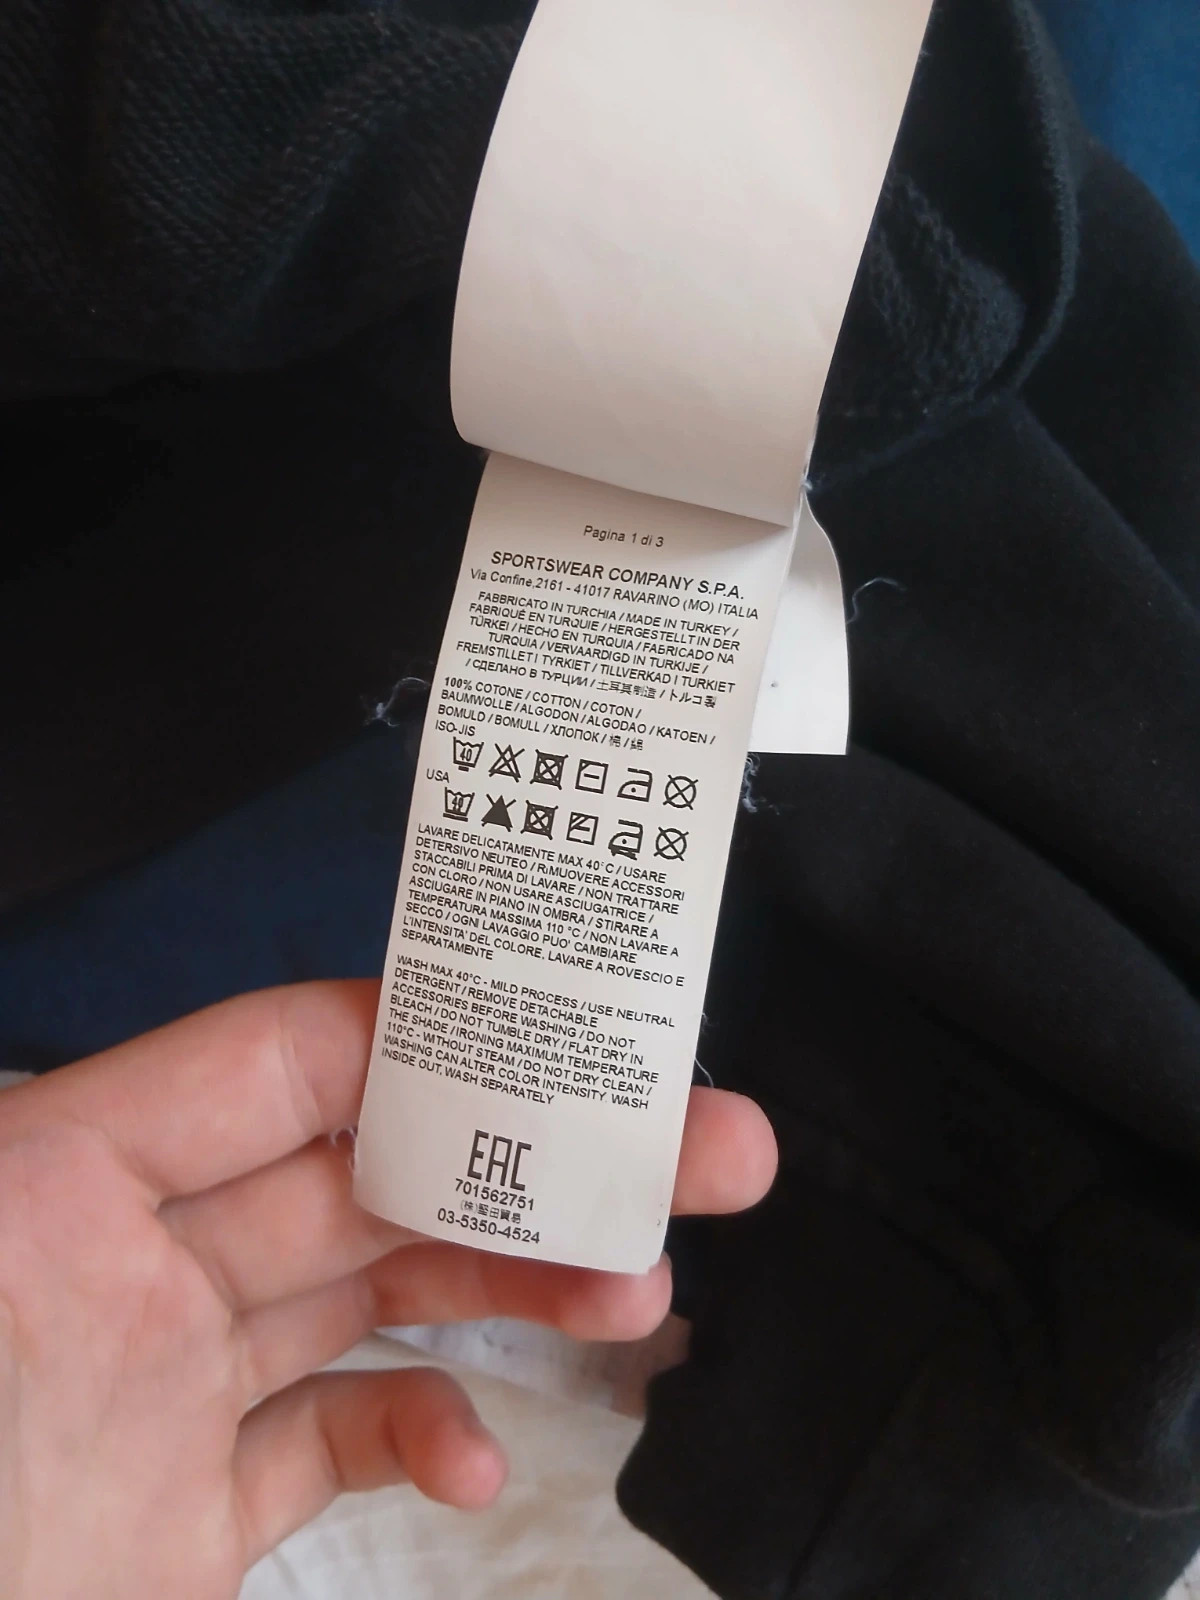 Pagina 1 di 3
SPORTSWEAR COMPANY S.P.A.
Via Confine,2161 - 41017 RAVARINO (MO) ITALIA
FABBRICATO IN TURCHIA / MADE IN TURKEY /
FABRIQUÉ EN TURQUIE / HERGESTELLT IN DER
TÜRKEI / HECHO EN TURQUIA / FABRICADO NA
TURQUIA / VERVAARDIGD IN TURKIJE /
FREMSTILLET I TYRKIET / TILLVERKAD I TURKIET
/ СДЕЛАНО В ТУРЦИИ / 土耳其制造 / トルコ製
100% COTONE / COTTON / COTON /
BAUMWOLLE / ALGODON / ALGODAO / KATOEN /
BOMULD / BOMULL / ХЛОПОК / 棉 / 綿
ISO-JIS
40
USA
40
LAVARE DELICATAMENTE MAX 40°C / USARE
DETERSIVO NEUTEO / RIMUOVERE ACCESSORI
STACCABILI PRIMA DI LAVARE / NON TRATTARE
CON CLORO / NON USARE ASCIUGATRICE /
ASCIUGARE IN PIANO IN OMBRA / STIRARE A
TEMPERATURA MASSIMA 110 °C / NON LAVARE A
SECCO / OGNI LAVAGGIO PUO' CAMBIARE
L'INTENSITA' DEL COLORE, LAVARE A ROVESCIO E
SEPARATAMENTE
WASH MAX 40°C - MILD PROCESS / USE NEUTRAL
DETERGENT / REMOVE DETACHABLE
ACCESSORIES BEFORE WASHING / DO NOT
BLEACH / DO NOT TUMBLE DRY / FLAT DRY IN
THE SHADE / IRONING MAXIMUM TEMPERATURE
110°C - WITHOUT STEAM / DO NOT DRY CLEAN /
WASHING CAN ALTER COLOR INTENSITY. WASH
INSIDE OUT, WASH SEPARATELY
EAC
701562751
(株)堅田貿易
03-5350-4524